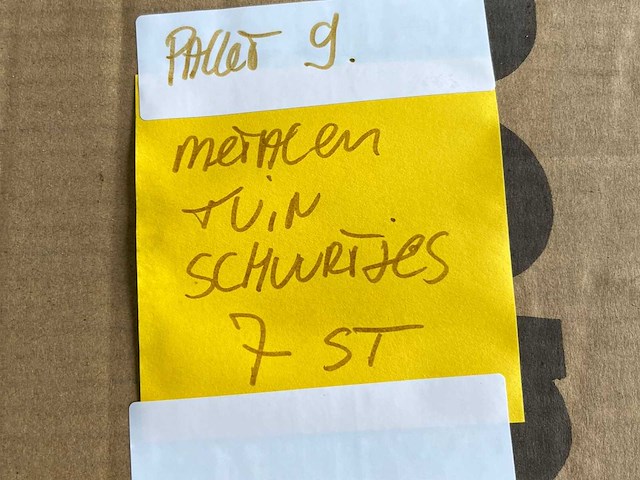 PALLET 9.
METALEN
TUIN
SCHUURTJES
7 ST